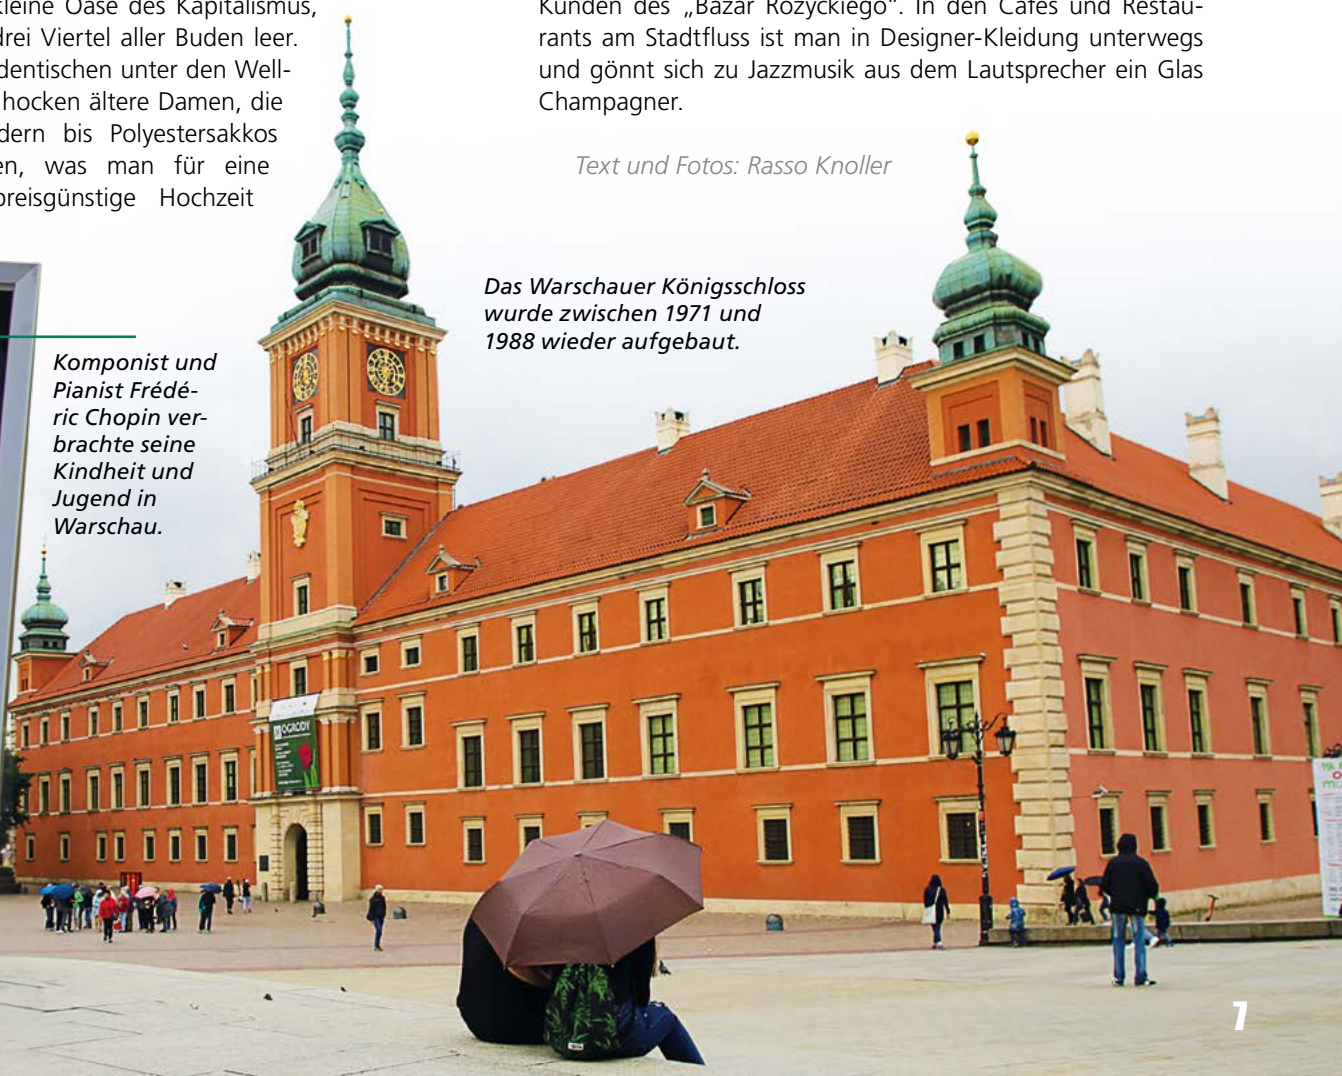 kleine Oase des Kapitalismus,
drei Viertel aller Buden leer.
dentischen unter den Well-
hocken ältere Damen, die
dern bis Polyestersakkos
en, was man für eine
preisgünstige Hochzeit
Kunden des „Bazar Różyckiego“. In den Cafés und Restau-
rants am Stadtfluss ist man in Designer-Kleidung unterwegs
und gönnt sich zu Jazzmusik aus dem Lautsprecher ein Glas
Champagner.
Text und Fotos: Rasso Knoller
Das Warschauer Königsschloss
wurde zwischen 1971 und
1988 wieder aufgebaut.
Komponist und
Pianist Frédé-
ric Chopin ver-
brachte seine
Kindheit und
Jugend in
Warschau.
OGRODY
7